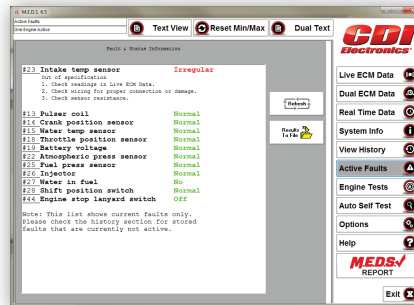 M.E.D.S. 6.5
Active Faults
One Engine Active
Text View
Reset Min/Max
Dual Text
CDI
Electronics
Fault & Status Information
#23 Intake temp sensor Irregular
Out of specification
1. Check readings in Live ECM Data.
2. Check wiring for proper connection or damage.
3. Check sensor resistance.
#13 Pulser coil Normal
#14 Crank position sensor Normal
#15 Water temp sensor Normal
#18 Throttle position sensor Normal
#19 Battery voltage Normal
#22 Atmospheric press sensor Normal
#25 Fuel press sensor Normal
#26 Injector Normal
#27 Water in fuel No
#28 Shift position switch Normal
#44 Engine stop lanyard switch Off
Note: This list shows current faults only.
Please check the history section for stored
faults that are currently not active.
Refresh
Results
To File
Live ECM Data
Dual ECM Data
Real Time Data
System Info
View History
Active Faults
Engine Tests
Auto Self Test
Options
Help
M.E.D.S.
REPORT
Exit